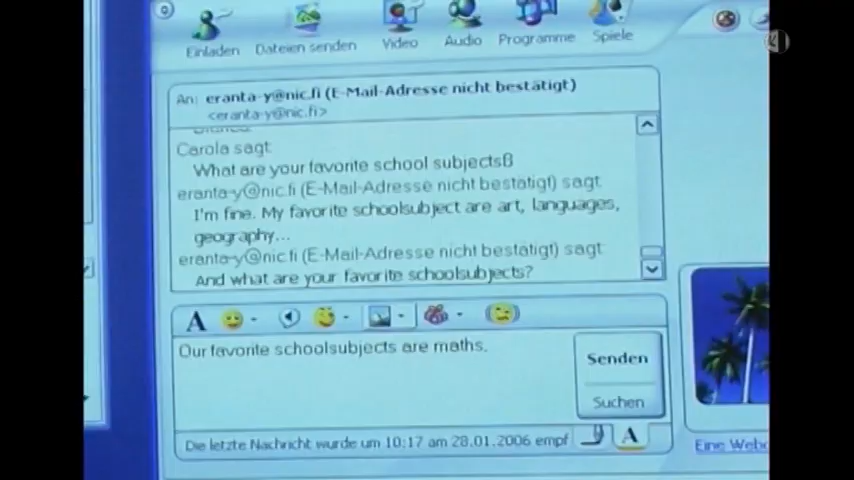 Einladen Dateien senden Video Audio Programme Spiele
An: eranta-y@nic.fi (E-Mail-Adresse nicht bestätigt)
<eranta-y@nic.fi>
Carola sagt:
What are your favorite school subjectsß
eranta-y@nic.fi (E-Mail-Adresse nicht bestätigt) sagt:
I'm fine. My favorite schoolsubject are art, languages,
geography...
eranta-y@nic.fi (E-Mail-Adresse nicht bestätigt) sagt:
And what are your favorite schoolsubjects?
A
Our favorite schoolsubjects are maths.
Senden
Suchen
Die letzte Nachricht wurde um 10:17 am 28.01.2006 empf
A
Eine Webc